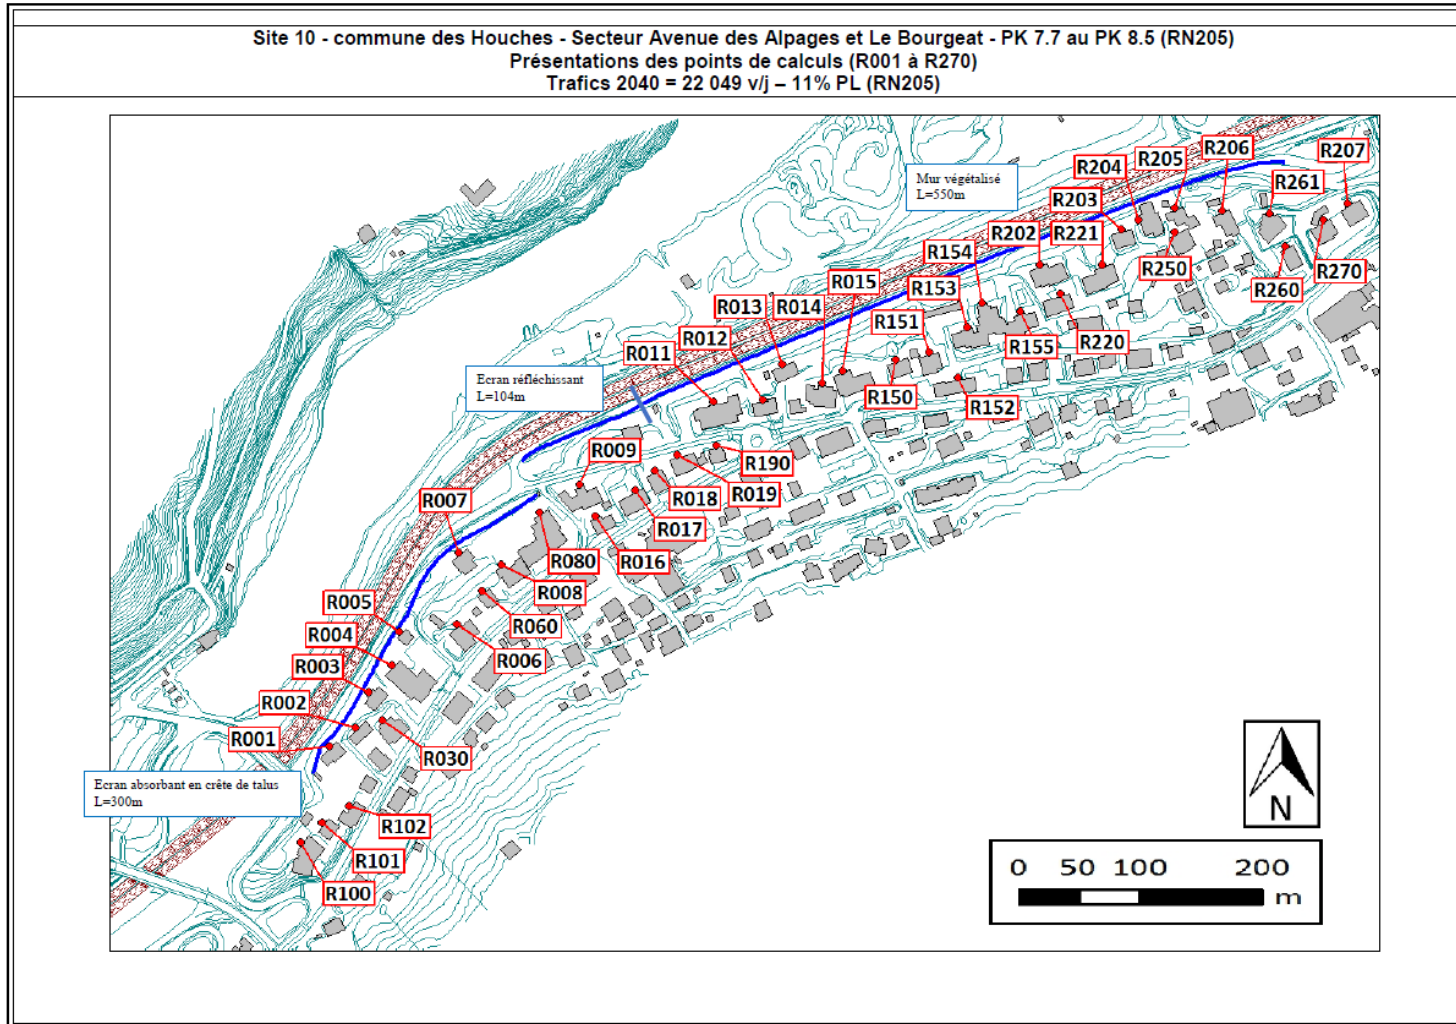 Site 10 - commune des Houches - Secteur Avenue des Alpages et Le Bourgeat - PK 7.7 au PK 8.5 (RN205)
Présentations des points de calculs (R001 à R270)
Trafics 2040 = 22 049 v/j – 11% PL (RN205)
Mur végétalisé
L=550m
R204
R205
R206
R207
R203
R261
R202
R221
R154
R250
R260
R270
R153
R015
R014
R013
R151
R012
R155
R220
R011
R150
R152
Ecran réfléchissant
L=104m
R009
R190
R018
R019
R017
R007
R016
R080
R008
R005
R060
R004
R006
R003
R002
R001
R030
Ecran absorbant en crête de talus
L=300m
R102
R101
R100
N
0 50 100 200
m